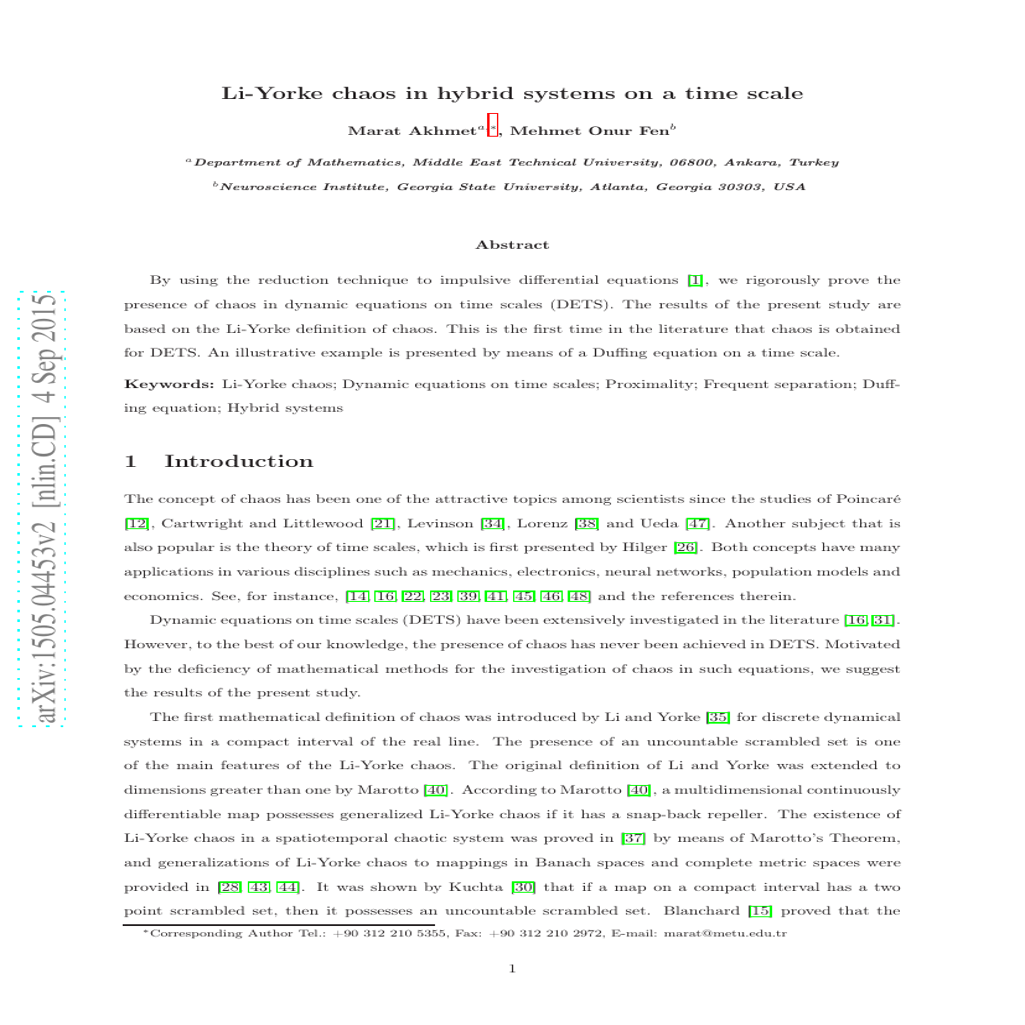 Li-Yorke chaos in hybrid systems on a time scale
Marat Akhmet^{a,*}, Mehmet Onur Fen^b
^a Department of Mathematics, Middle East Technical University, 06800, Ankara, Turkey
^b Neuroscience Institute, Georgia State University, Atlanta, Georgia 30303, USA
Abstract
By using the reduction technique to impulsive differential equations [1], we rigorously prove the
presence of chaos in dynamic equations on time scales (DETS). The results of the present study are
based on the Li-Yorke definition of chaos. This is the first time in the literature that chaos is obtained
for DETS. An illustrative example is presented by means of a Duffing equation on a time scale.
Keywords: Li-Yorke chaos; Dynamic equations on time scales; Proximality; Frequent separation; Duff-
ing equation; Hybrid systems
1 Introduction
The concept of chaos has been one of the attractive topics among scientists since the studies of Poincaré
[12], Cartwright and Littlewood [21], Levinson [34], Lorenz [38] and Ueda [47]. Another subject that is
also popular is the theory of time scales, which is first presented by Hilger [26]. Both concepts have many
applications in various disciplines such as mechanics, electronics, neural networks, population models and
economics. See, for instance, [14, 16, 22, 23, 39, 41, 45, 46, 48] and the references therein.
Dynamic equations on time scales (DETS) have been extensively investigated in the literature [16, 31].
However, to the best of our knowledge, the presence of chaos has never been achieved in DETS. Motivated
by the deficiency of mathematical methods for the investigation of chaos in such equations, we suggest
the results of the present study.
The first mathematical definition of chaos was introduced by Li and Yorke [35] for discrete dynamical
systems in a compact interval of the real line. The presence of an uncountable scrambled set is one
of the main features of the Li-Yorke chaos. The original definition of Li and Yorke was extended to
dimensions greater than one by Marotto [40]. According to Marotto [40], a multidimensional continuously
differentiable map possesses generalized Li-Yorke chaos if it has a snap-back repeller. The existence of
Li-Yorke chaos in a spatiotemporal chaotic system was proved in [37] by means of Marotto's Theorem,
and generalizations of Li-Yorke chaos to mappings in Banach spaces and complete metric spaces were
provided in [28, 43, 44]. It was shown by Kuchta [30] that if a map on a compact interval has a two
point scrambled set, then it possesses an uncountable scrambled set. Blanchard [15] proved that the
*Corresponding Author Tel.: +90 312 210 5355, Fax: +90 312 210 2972, E-mail: marat@metu.edu.tr
1
arXiv:1505.04453v2 [nlin.CD] 4 Sep 2015